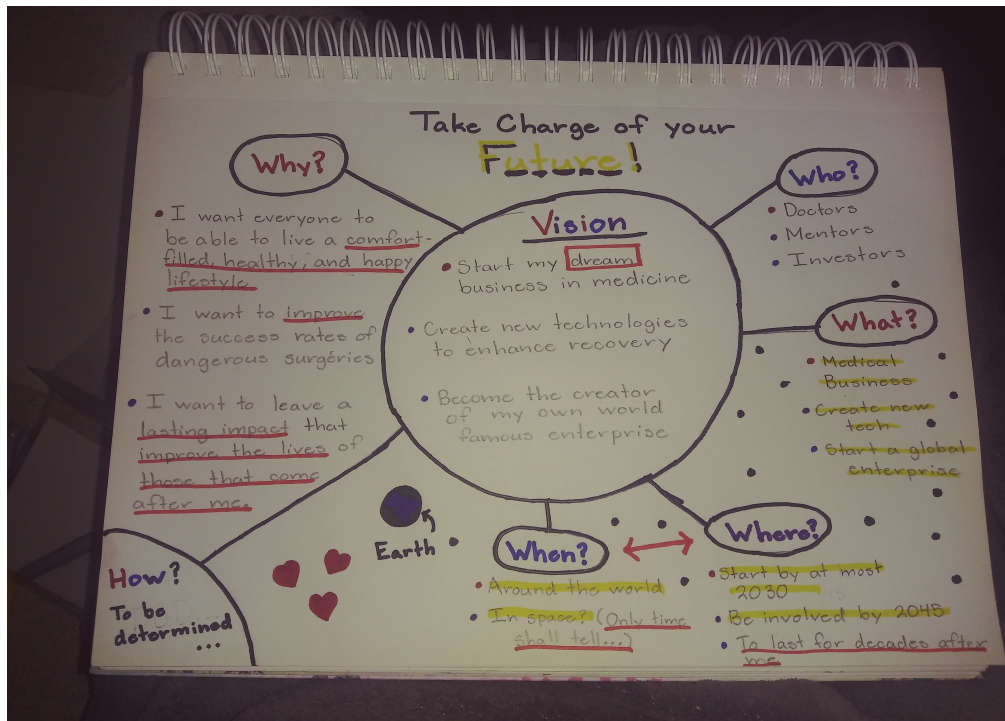 Take Charge of your
Future!
Why?
• I want everyone to
be able to live a comfort-
filled, healthy, and happy
lifestyle
• I want to improve
the success rates of
dangerous surgeries
• I want to leave a
lasting impact that
improve the lives of
those that come
after me.
Vision
• Start my dream
business in medicine
• Create new technologies
to enhance recovery
• Become the creator
of my own world
famous enterprise
Who?
• Doctors
• Mentors
• Investors
What?
• Medical
Business
• Create new
tech
• Start a global
enterprise
How?
To be
determined
...
Earth
When?
• Around the world
• In space? (Only time
shall tell...)
Where?
• Start by at most
2030
• Be involved by 2045
• To last for decades after
me